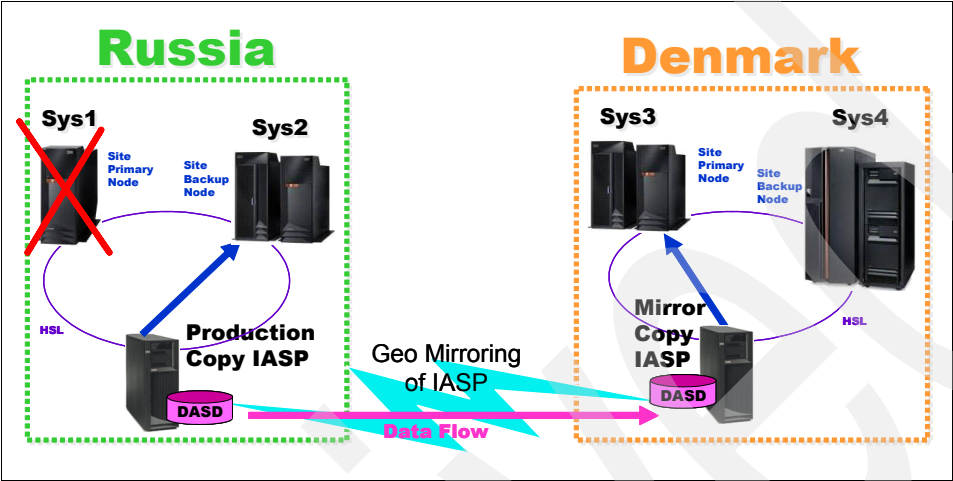 Russia
Denmark
Sys1
Sys2
Sys3
Sys4
Site
Primary
Node
Site
Backup
Node
Site
Primary
Node
Site
Backup
Node
HSL
HSL
Production
Copy IASP
Mirror
Copy
IASP
Geo Mirroring
of IASP
DASD
DASD
Data Flow